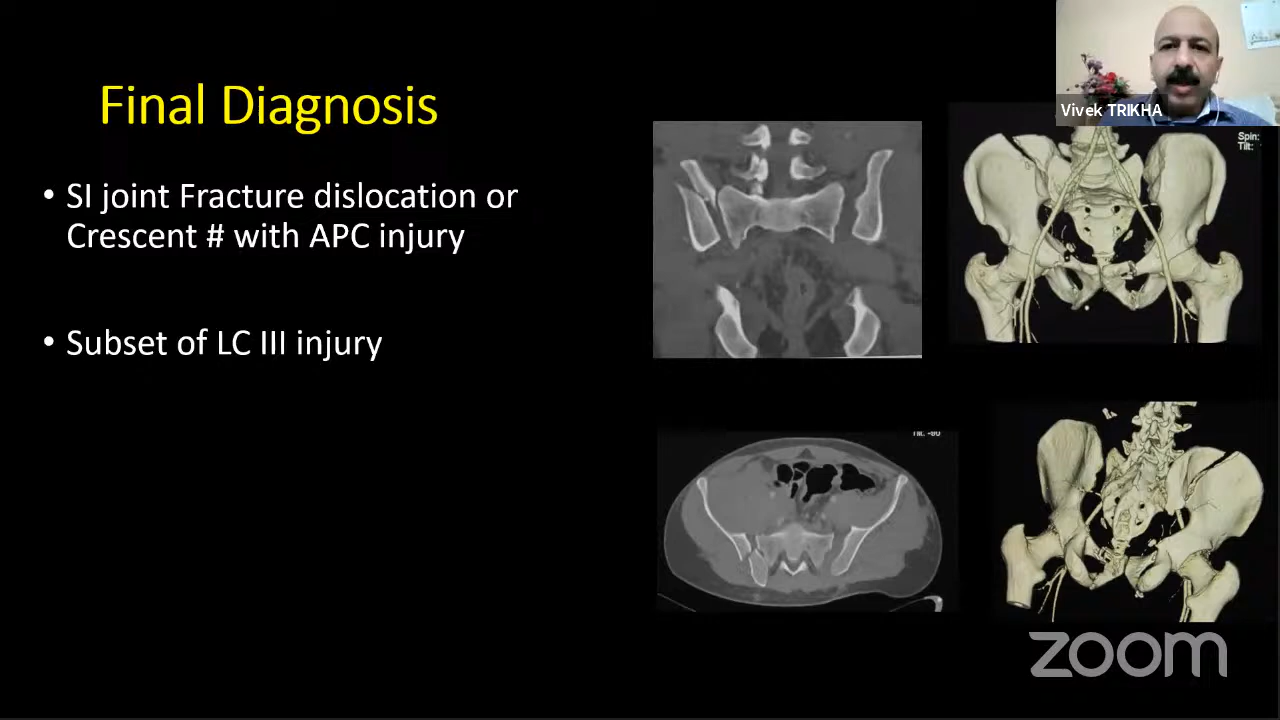 Final Diagnosis
• SI joint Fracture dislocation or
Crescent # with APC injury
• Subset of LC III injury
Vivek TRIKHA
Spin:
Tilt:
zoom